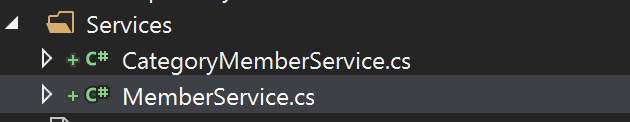 Services
+ C# CategoryMemberService.cs
+ C# MemberService.cs